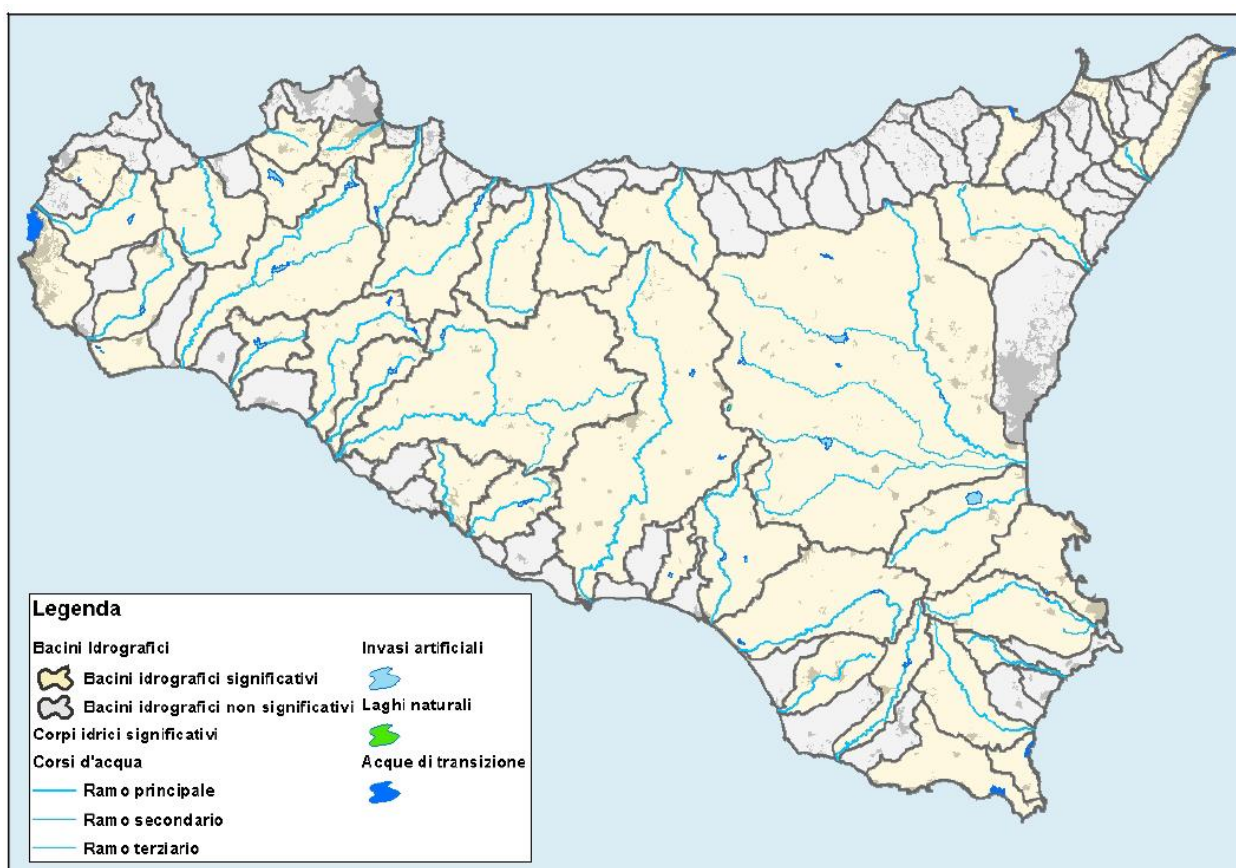 Legenda
Bacini Idrografici
Bacini idrografici significativi
Bacini idrografici non significativi
Corpi idrici significativi
Corsi d'acqua
Ramo principale
Ramo secondario
Ramo terziario
Invasi artificiali
Laghi naturali
Acque di transizione